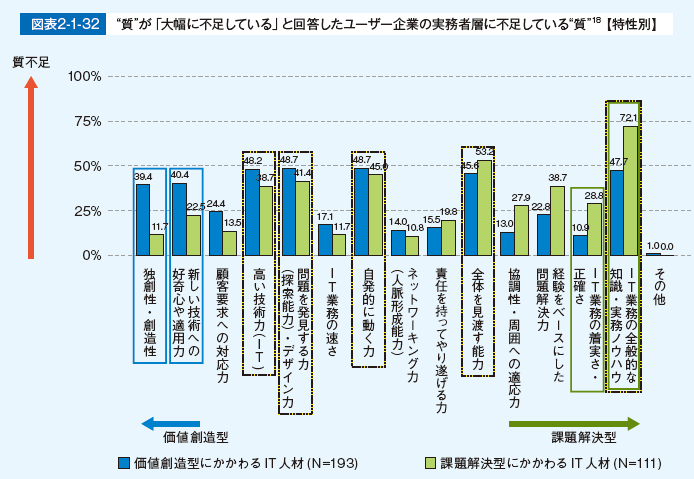 図表2-1-32 “質”が「大幅に不足している」と回答したユーザー企業の実務者層に不足している“質”18【特性別】
質不足
100%
75%
50%
25%
0%
39.4 11.7
40.4 22.5
24.4 13.5
48.2 38.7
48.7 41.4
17.1 11.7
48.7 45.0
14.0 10.8
15.5 19.8
45.6 53.2
13.0 27.9
22.8 38.7
10.9 28.8
47.7 72.1
1.0 0.0
独創性・創造性
新しい技術への
好奇心や適用力
顧客要求への対応力
高い技術力(IT)
問題を発見する力
(探索能力)・デザイン力
IT業務の速さ
自発的に動く力
ネットワーキング力
(人脈形成能力)
責任を持ってやり遂げる力
全体を見渡す能力
協調性・周囲への適応力
経験をベースにした
問題解決力
IT業務の着実さ・
正確さ
IT業務の全般的な
知識・実務ノウハウ
その他
価値創造型
課題解決型
価値創造型にかかわるIT人材(N=193)
課題解決型にかかわるIT人材(N=111)